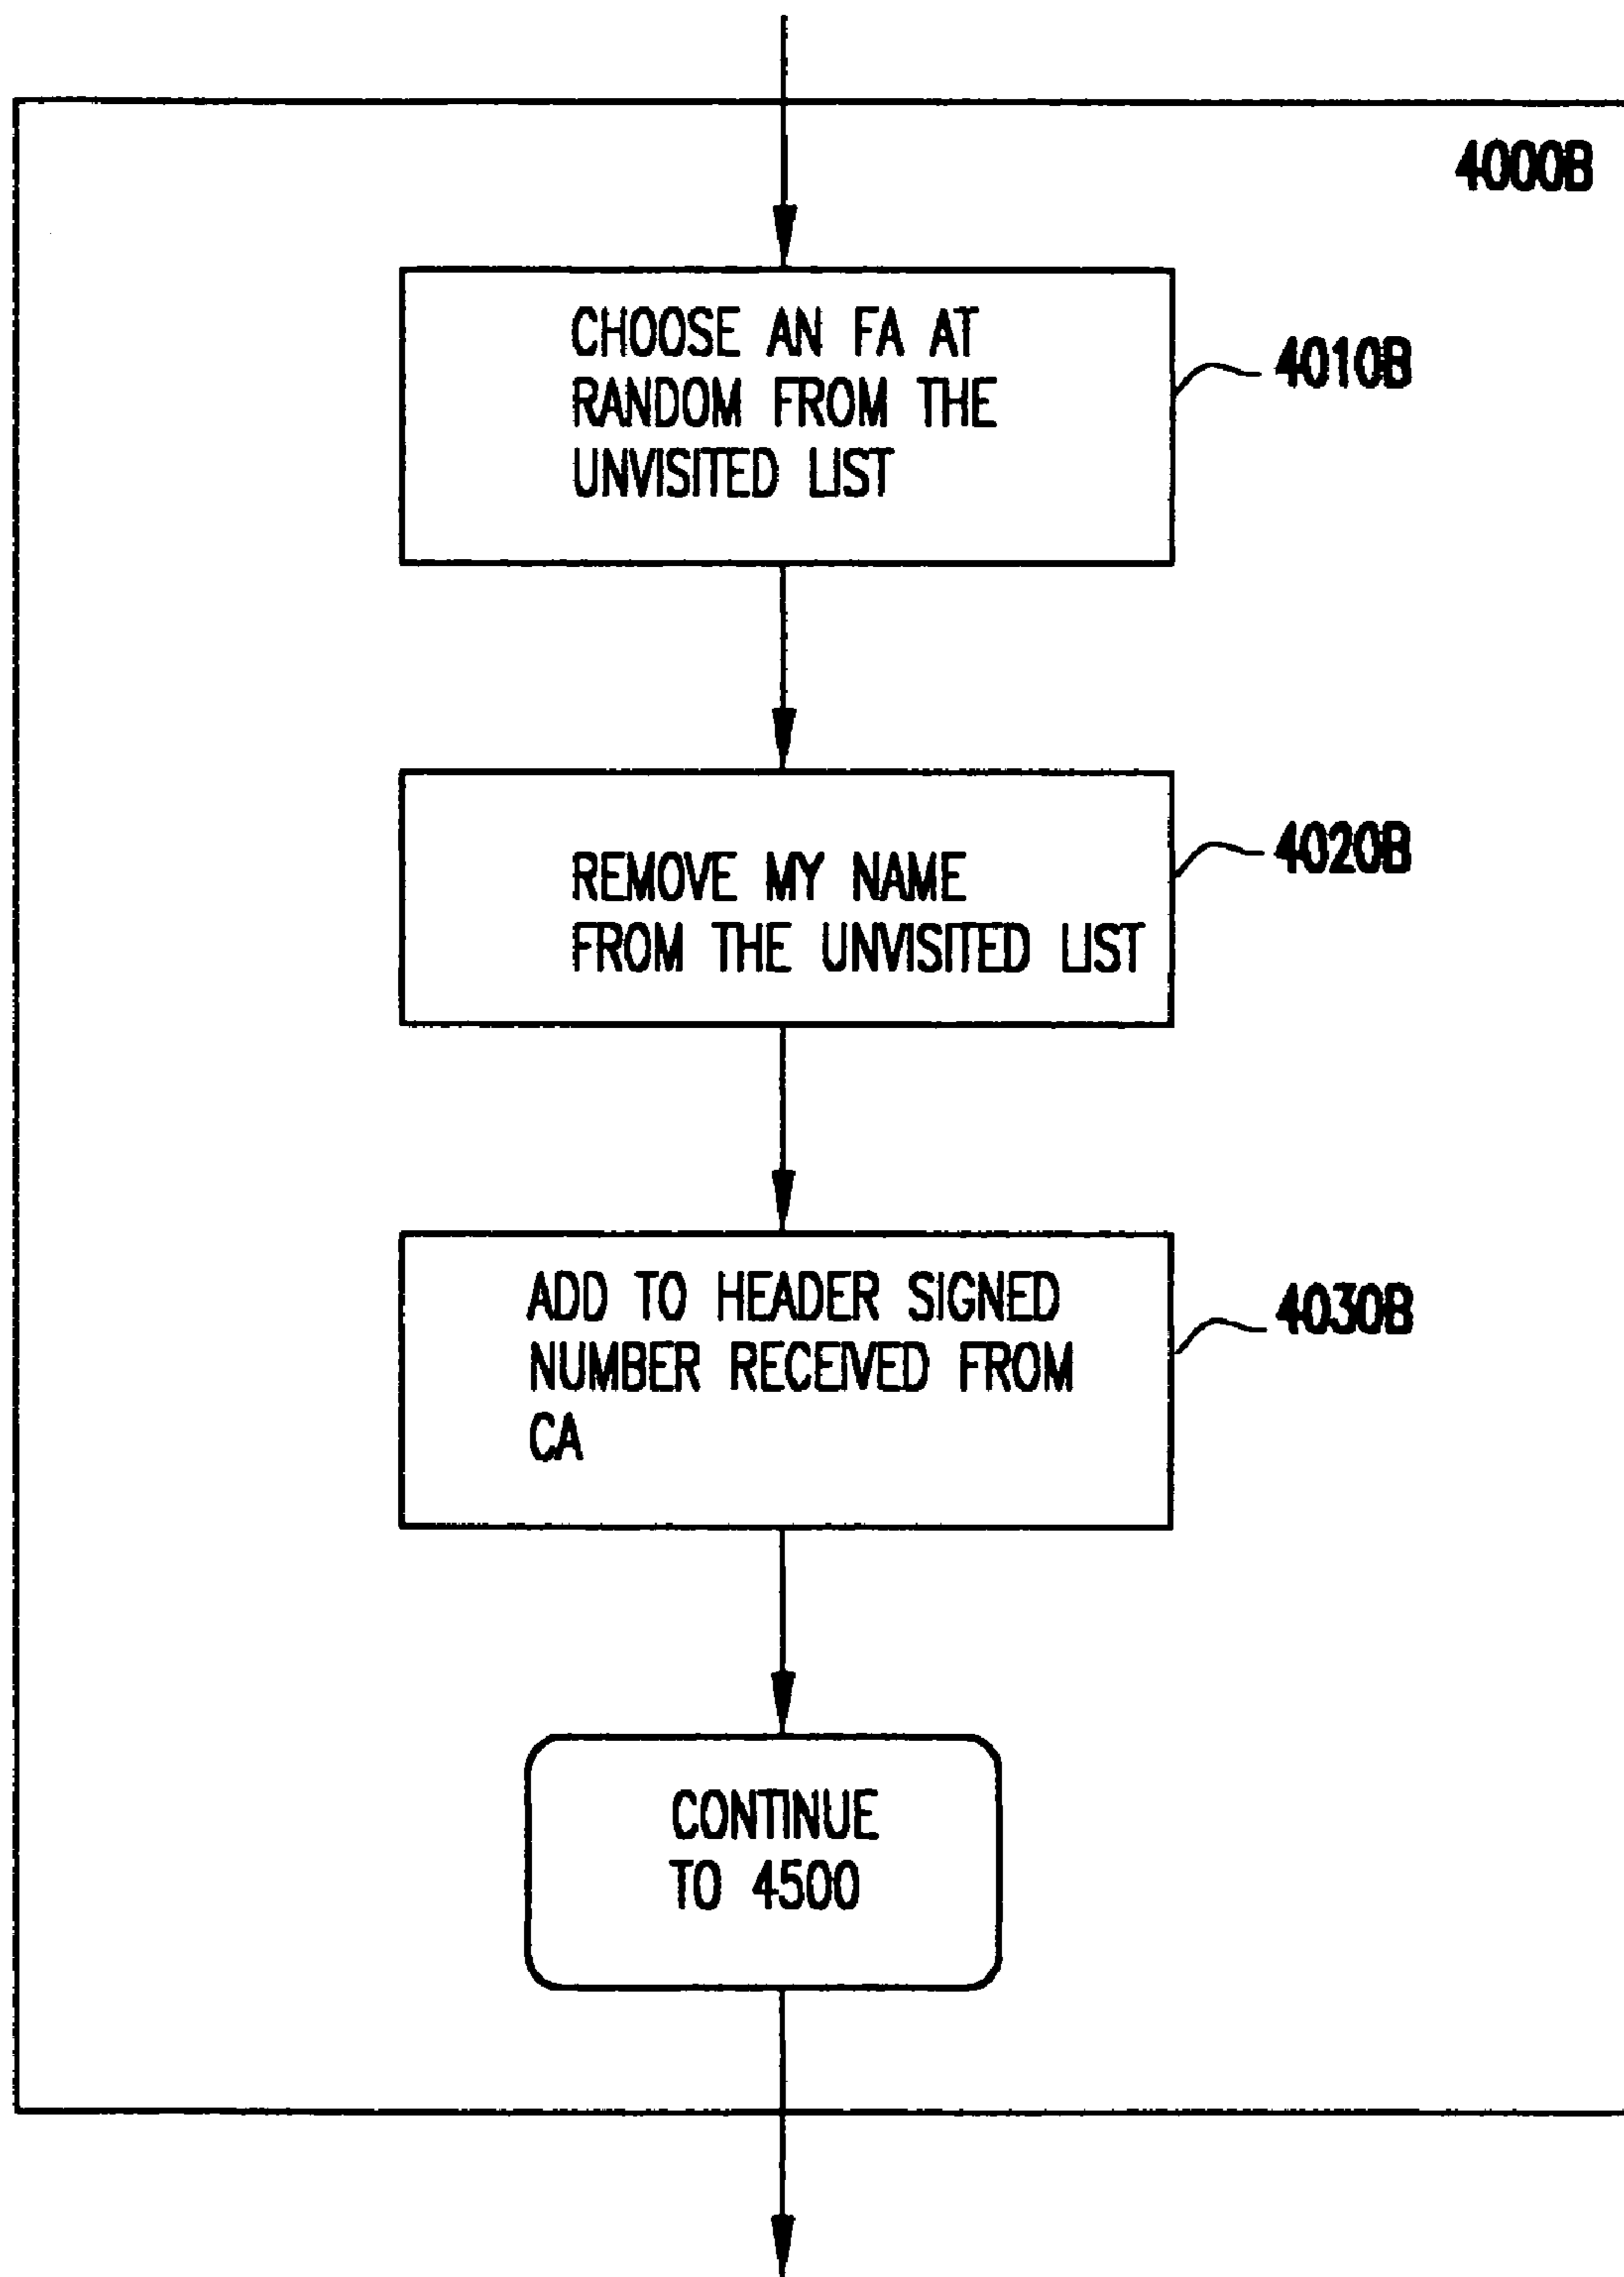 4000B
CHOOSE AN FA AT
RANDOM FROM THE
UNVISITED LIST
4010B
REMOVE MY NAME
FROM THE UNVISITED LIST
4020B
ADD TO HEADER SIGNED
NUMBER RECEIVED FROM
CA
4030B
CONTINUE
TO 4500